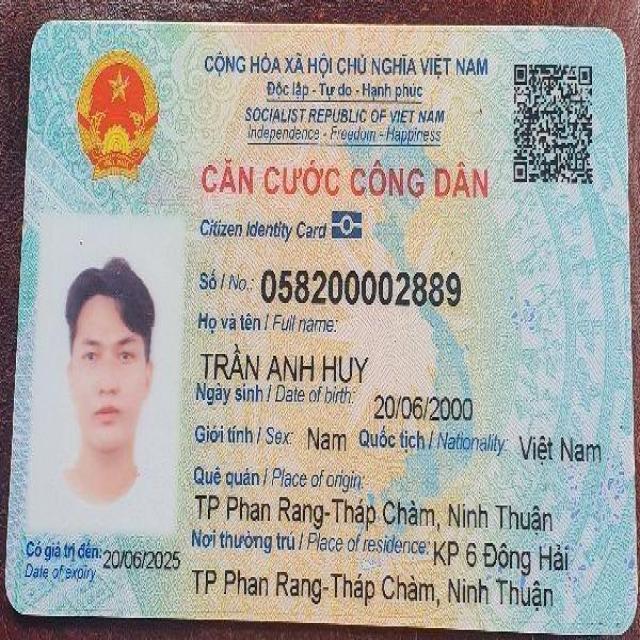 CỘNG HÒA XÃ HỘI CHỦ NGHĨA VIỆT NAM
Độc lập - Tự do - Hạnh phúc
SOCIALIST REPUBLIC OF VIET NAM
Independence - Freedom - Happiness
CĂN CƯỚC CÔNG DÂN
Citizen Identity Card
Số / No.: 058200002889
Họ và tên / Full name:
TRẦN ANH HUY
Ngày sinh / Date of birth: 20/06/2000
Giới tính / Sex: Nam Quốc tịch / Nationality: Việt Nam
Quê quán / Place of origin:
TP Phan Rang-Tháp Chàm, Ninh Thuận
Nơi thường trú / Place of residence: KP 6 Đông Hải
TP Phan Rang-Tháp Chàm, Ninh Thuận
Có giá trị đến: 20/06/2025
Date of expiry